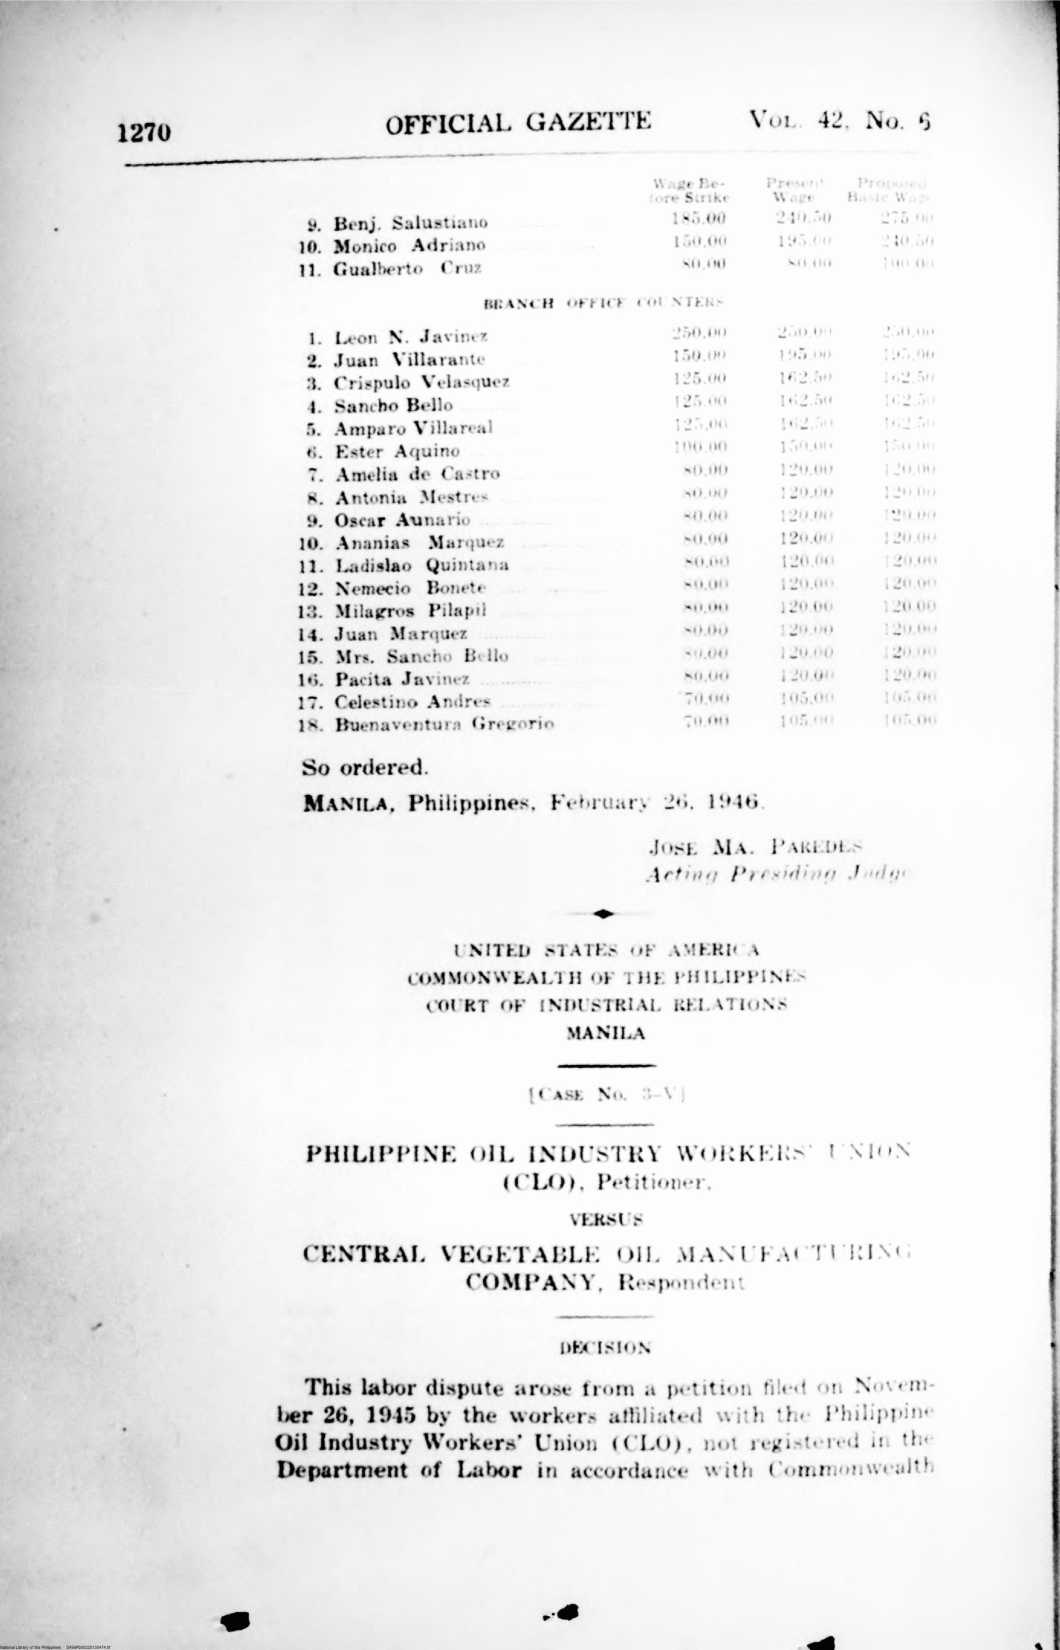 1270 OFFICIAL GAZETTE VOL. 42, No. 6
Wage Be- Present Proposed
fore Strike Wage Basic Wage
9. Benj. Salustiano 185.00 240.50 275.00
10. Monico Adriano 150.00 195.00 240.50
11. Gualberto Cruz 80.00 80.00 100.00
BRANCH OFFICE COUNTERS
1. Leon N. Javinez 250.00 250.00 250.00
2. Juan Villarante 150.00 195.00 195.00
3. Crispulo Velasquez 125.00 162.50 162.50
4. Sancho Bello 125.00 162.50 162.50
5. Amparo Villareal 125.00 162.50 162.50
6. Ester Aquino 100.00 150.00 150.00
7. Amelia de Castro 80.00 120.00 120.00
8. Antonia Mestres 80.00 120.00 120.00
9. Oscar Aunario 80.00 120.00 120.00
10. Ananias Marquez 80.00 120.00 120.00
11. Ladislao Quintana 80.00 120.00 120.00
12. Nemecio Bonete 80.00 120.00 120.00
13. Milagros Pilapil 80.00 120.00 120.00
14. Juan Marquez 80.00 120.00 120.00
15. Mrs. Sancho Bello 80.00 120.00 120.00
16. Pacita Javinez 80.00 120.00 120.00
17. Celestino Andres 70.00 105.00 105.00
18. Buenaventura Gregorio 70.00 105.00 105.00
So ordered.
MANILA, Philippines, February 26, 1946.
JOSE MA. PAREDES
Acting Presiding Judge
UNITED STATES OF AMERICA
COMMONWEALTH OF THE PHILIPPINES
COURT OF INDUSTRIAL RELATIONS
MANILA
[CASE No. 3–V]
PHILIPPINE OIL INDUSTRY WORKERS' UNION
(CLO), Petitioner,
VERSUS
CENTRAL VEGETABLE OIL MANUFACTURING
COMPANY, Respondent
DECISION
This labor dispute arose from a petition filed on Novem-
ber 26, 1945 by the workers affiliated with the Philippine
Oil Industry Workers' Union (CLO), not registered in the
Department of Labor in accordance with Commonwealth